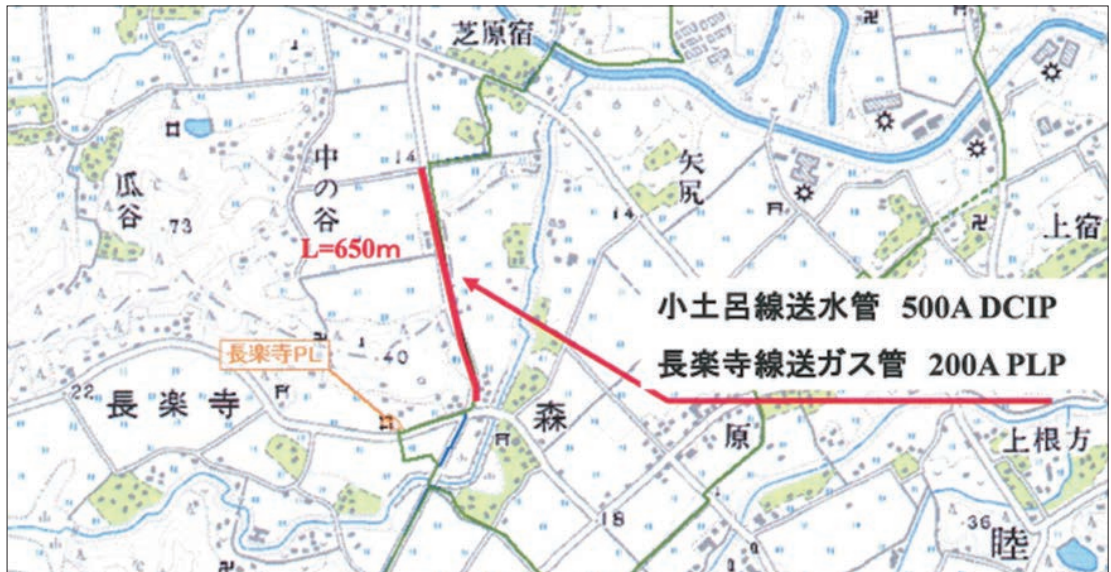 芝原宿
14
中の谷
瓜谷
矢尻
73
14
上宿
L=650m
小土呂線送水管 500A DCIP
長楽寺線送ガス管 200A PLP
長楽寺PL
40
22
長楽寺
森
原
上根方
18
36
睦